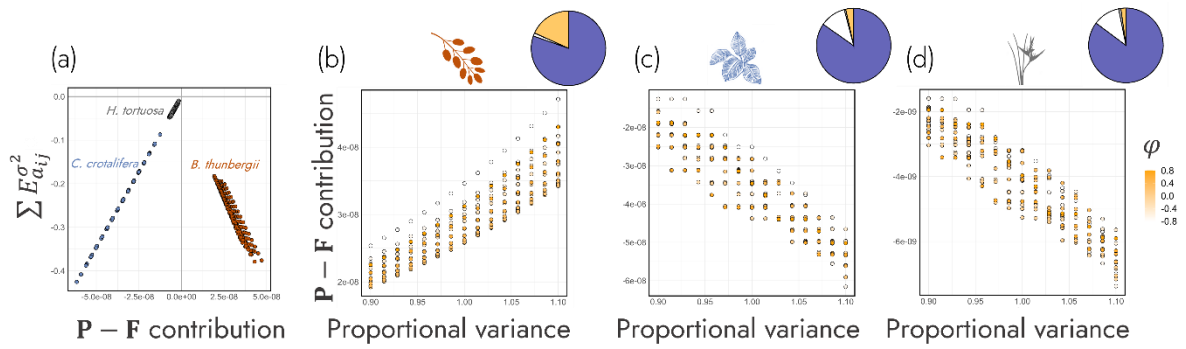 (a)
(b)
(c)
(d)
Σ E^{σ²}_{a_{ij}}
0.0
-0.1
-0.2
-0.3
-0.4
H. tortuosa
C. crotalifera
B. thunbergii
-5.0e-08 0.0e+00 2.5e-08 5.0e-08
P − F contribution
P − F contribution
4e-08
3e-08
2e-08
0.90 0.95 1.00 1.05 1.10
Proportional variance
-2e-08
-3e-08
-4e-08
-5e-08
-6e-08
0.90 0.95 1.00 1.05 1.10
Proportional variance
-2e-09
-4e-09
-6e-09
0.90 0.95 1.00 1.05 1.10
Proportional variance
φ
0.8
0.4
0.0
-0.4
-0.8